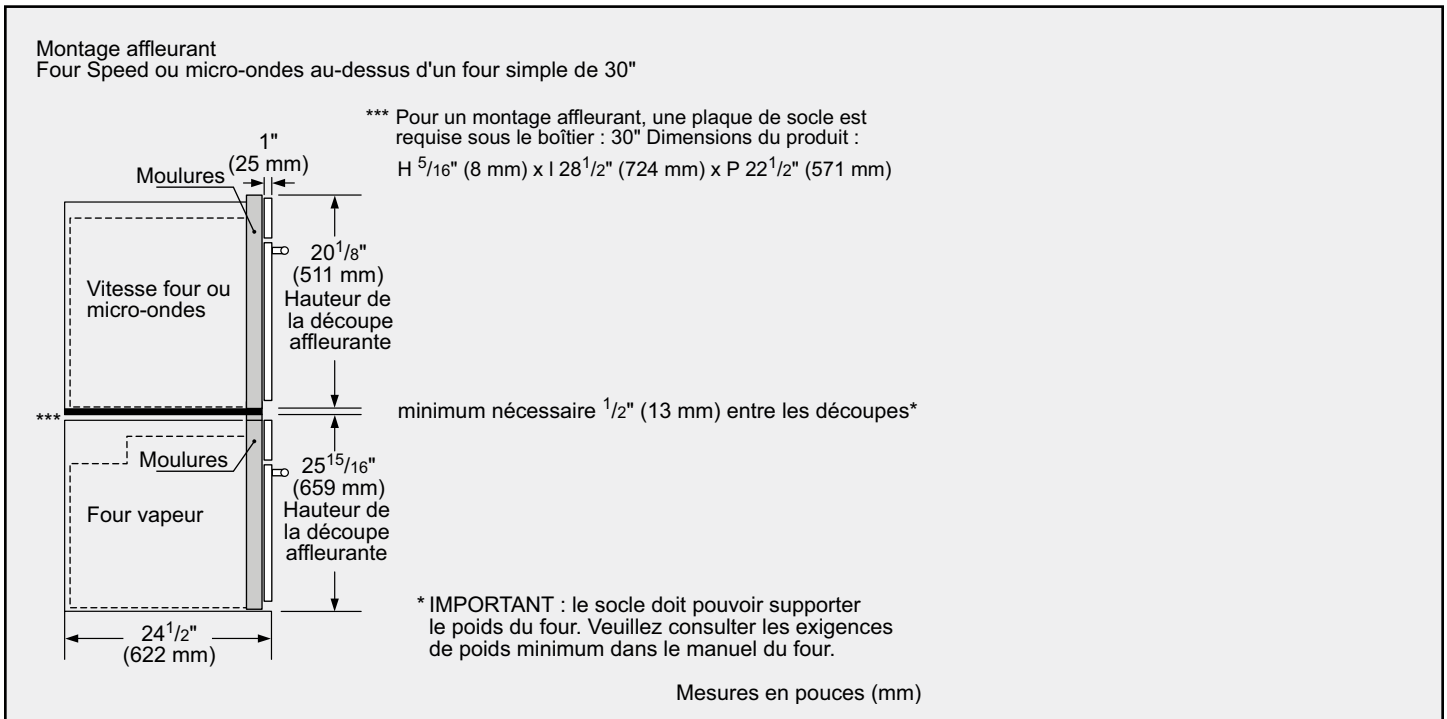 Montage affleurant
Four Speed ou micro-ondes au-dessus d'un four simple de 30"
*** Pour un montage affleurant, une plaque de socle est
requise sous le boîtier : 30" Dimensions du produit :
H 5/16" (8 mm) x l 28 1/2" (724 mm) x P 22 1/2" (571 mm)
1"
(25 mm)
Moulures
20 1/8"
(511 mm)
Hauteur de
la découpe
affleurante
Vitesse four ou
micro-ondes
***
minimum nécessaire 1/2" (13 mm) entre les découpes*
Moulures
25 15/16"
(659 mm)
Hauteur de
la découpe
affleurante
Four vapeur
24 1/2"
(622 mm)
* IMPORTANT : le socle doit pouvoir supporter
le poids du four. Veuillez consulter les exigences
de poids minimum dans le manuel du four.
Mesures en pouces (mm)